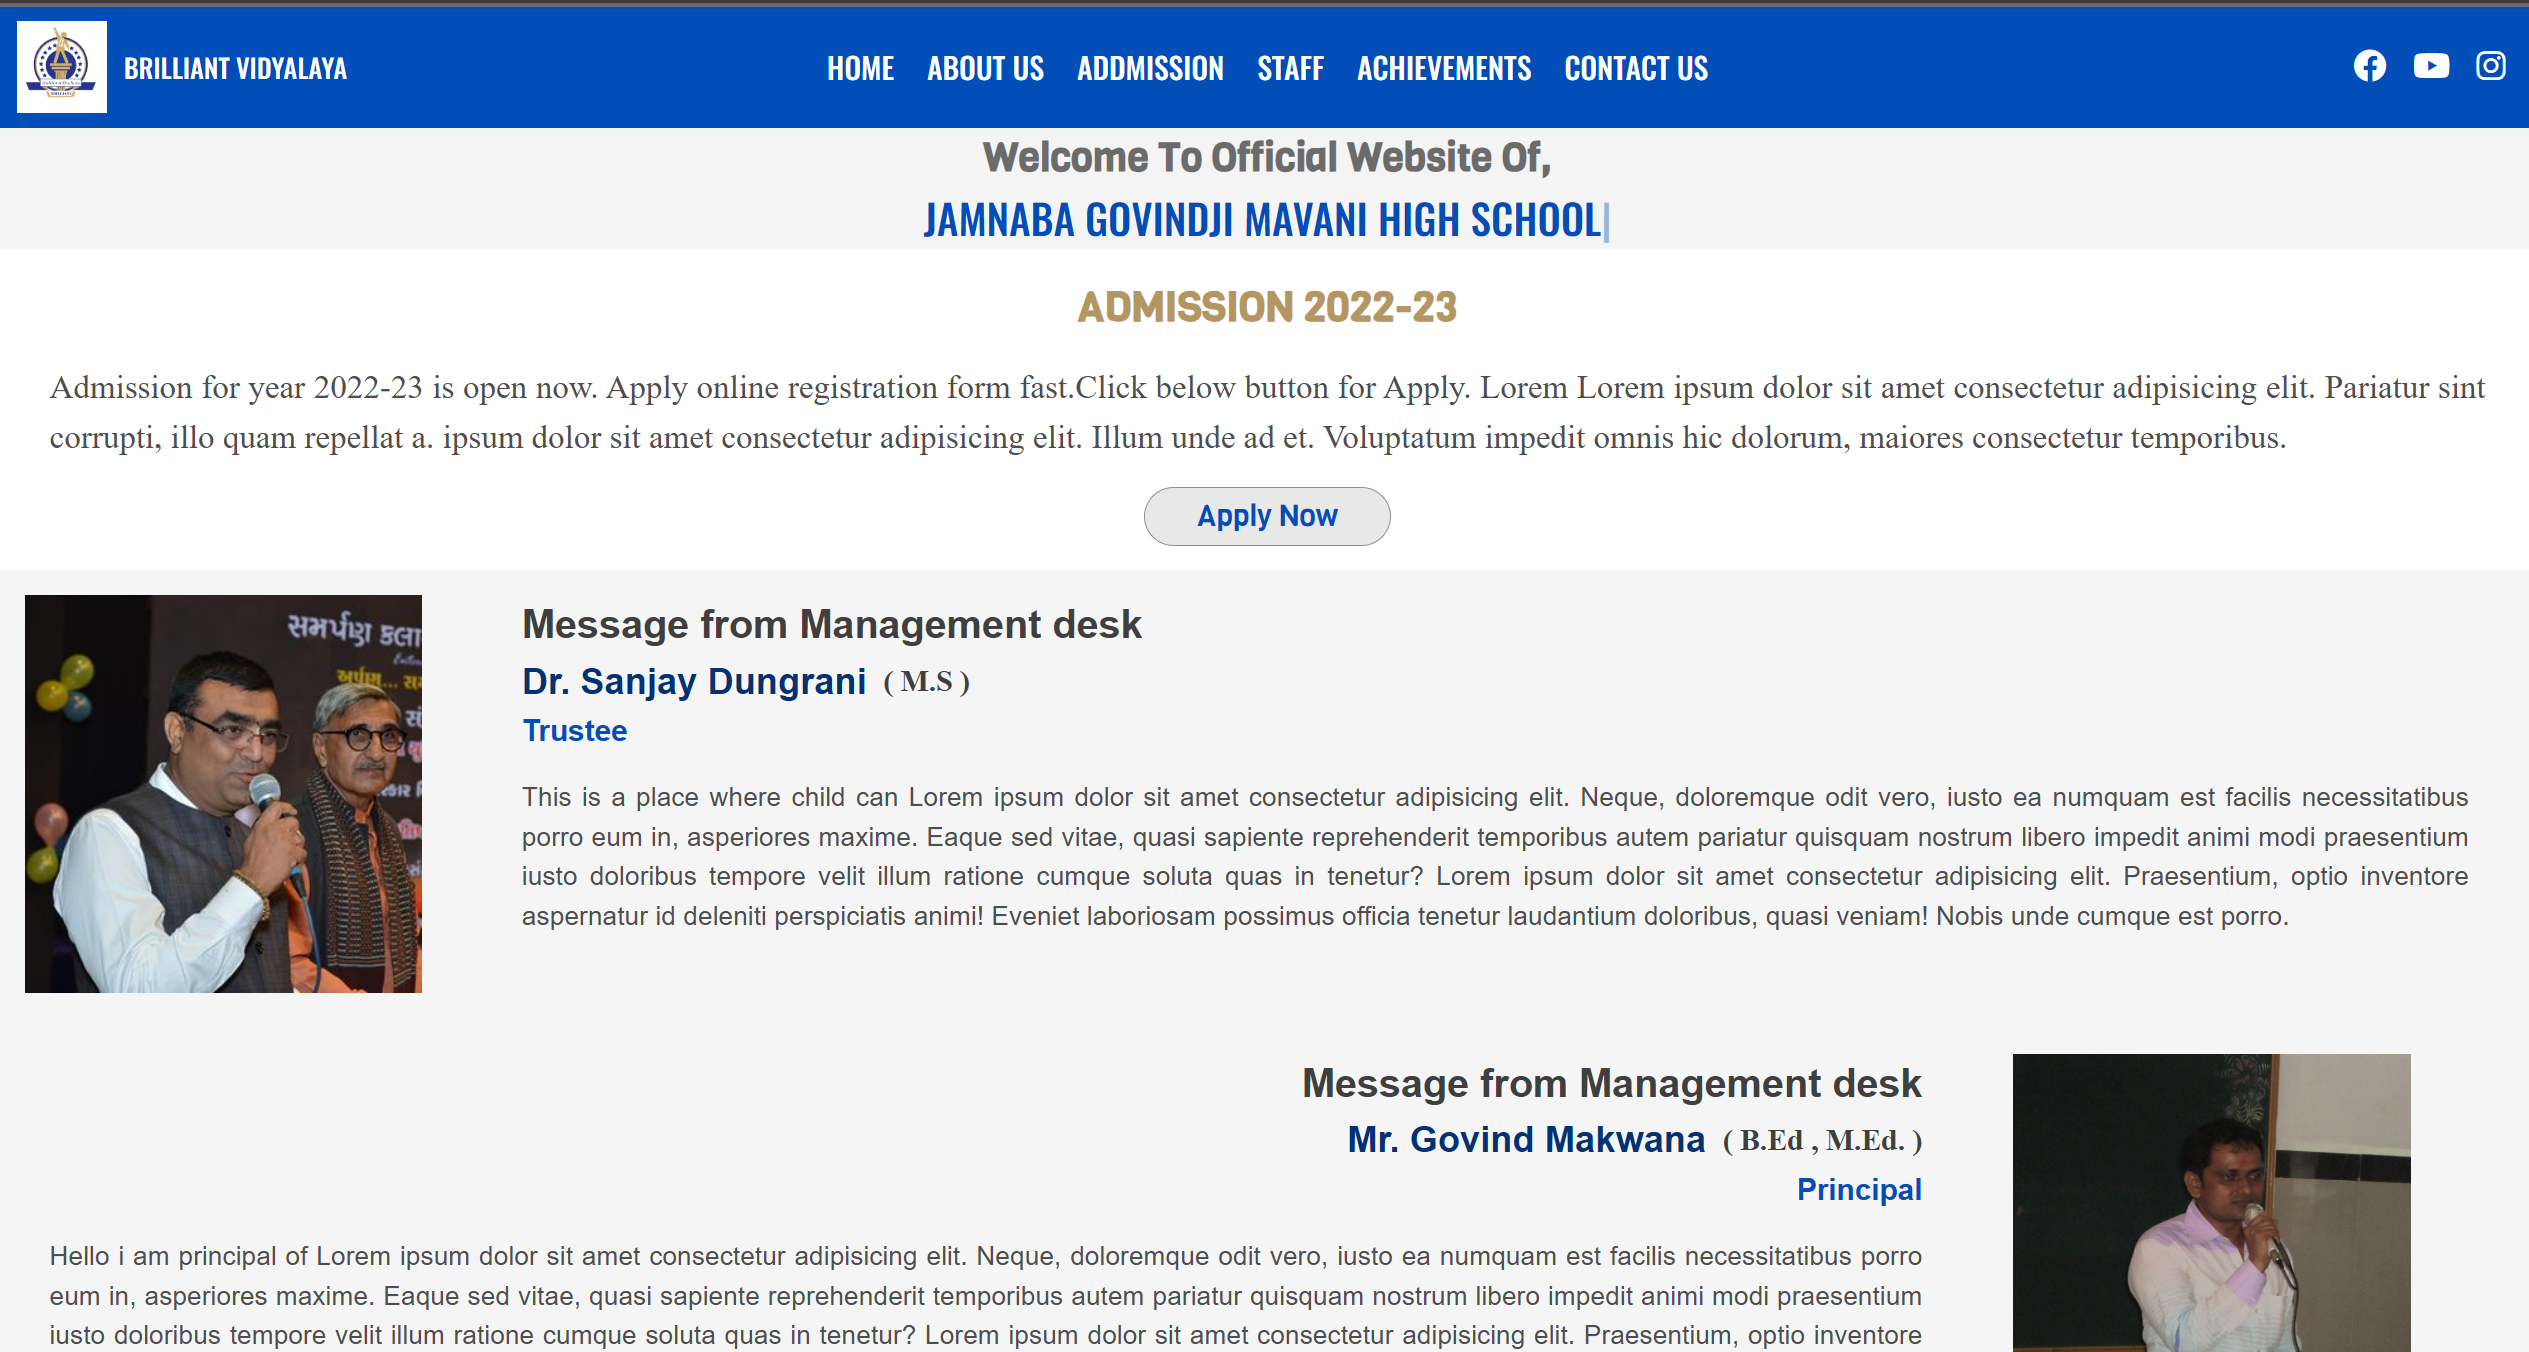 BRILLIANT VIDYALAYA
HOME ABOUT US ADDMISSION STAFF ACHIEVEMENTS CONTACT US
Welcome To Official Website Of,
JAMNABA GOVINDJI MAVANI HIGH SCHOOL|
ADMISSION 2022-23
Admission for year 2022-23 is open now. Apply online registration form fast.Click below button for Apply. Lorem Lorem ipsum dolor sit amet consectetur adipisicing elit. Pariatur sint
corrupti, illo quam repellat a. ipsum dolor sit amet consectetur adipisicing elit. Illum unde ad et. Voluptatum impedit omnis hic dolorum, maiores consectetur temporibus.
Apply Now
સમર્પણ કલા
અર્પણ... સ
Message from Management desk
Dr. Sanjay Dungrani ( M.S )
Trustee
This is a place where child can Lorem ipsum dolor sit amet consectetur adipisicing elit. Neque, doloremque odit vero, iusto ea numquam est facilis necessitatibus
porro eum in, asperiores maxime. Eaque sed vitae, quasi sapiente reprehenderit temporibus autem pariatur quisquam nostrum libero impedit animi modi praesentium
iusto doloribus tempore velit illum ratione cumque soluta quas in tenetur? Lorem ipsum dolor sit amet consectetur adipisicing elit. Praesentium, optio inventore
aspernatur id deleniti perspiciatis animi! Eveniet laboriosam possimus officia tenetur laudantium doloribus, quasi veniam! Nobis unde cumque est porro.
Message from Management desk
Mr. Govind Makwana ( B.Ed , M.Ed. )
Principal
Hello i am principal of Lorem ipsum dolor sit amet consectetur adipisicing elit. Neque, doloremque odit vero, iusto ea numquam est facilis necessitatibus porro
eum in, asperiores maxime. Eaque sed vitae, quasi sapiente reprehenderit temporibus autem pariatur quisquam nostrum libero impedit animi modi praesentium
iusto doloribus tempore velit illum ratione cumque soluta quas in tenetur? Lorem ipsum dolor sit amet consectetur adipisicing elit. Praesentium, optio inventore